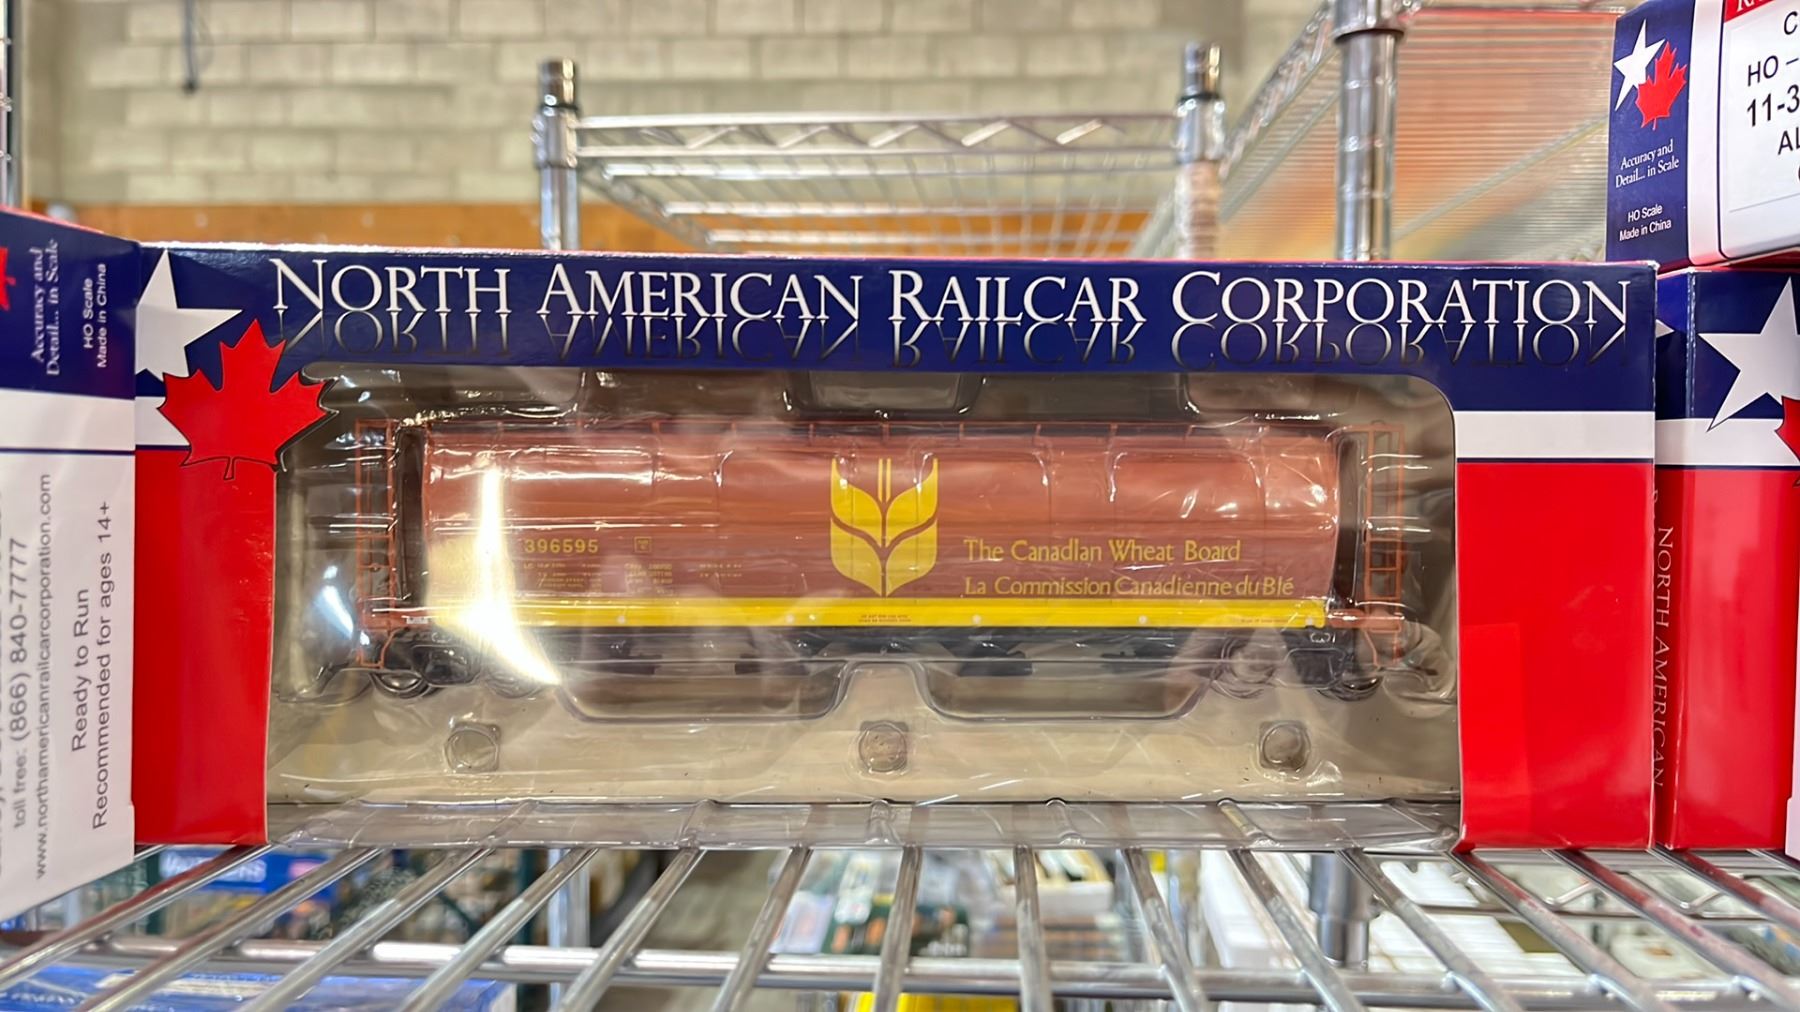 NORTH AMERICAN RAILCAR CORPORATION
396595
The Canadian Wheat Board
La Commission Canadienne du Blé
Accuracy and
Detail... in Scale
HO Scale
Made in China
toll free: (866) 840-7777
www.northamericanrailcarcorporation.com
Ready to Run
Recommended for ages 14+
Accuracy and
Detail... in Scale
HO Scale
Made in China
HO –
11-3
NORTH AMERICAN